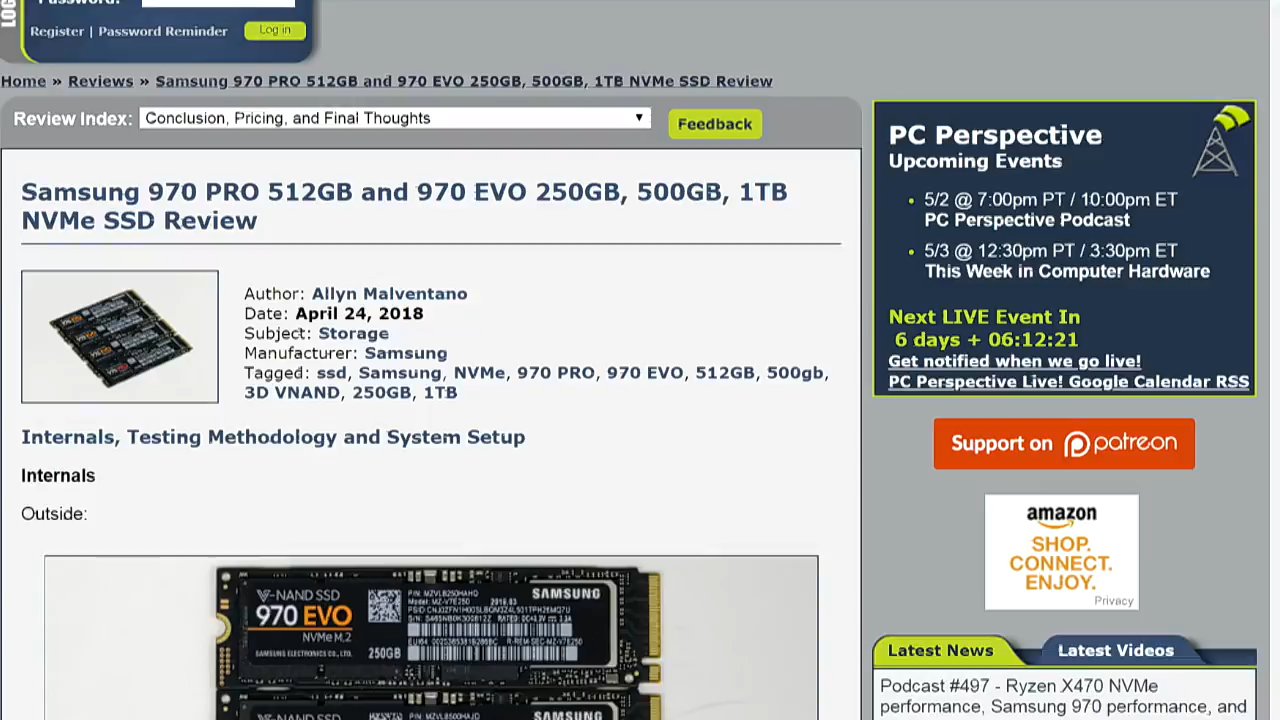 LOG
Password:
Register | Password Reminder
Log in
Home » Reviews » Samsung 970 PRO 512GB and 970 EVO 250GB, 500GB, 1TB NVMe SSD Review
Review Index:
Conclusion, Pricing, and Final Thoughts
Feedback
Samsung 970 PRO 512GB and 970 EVO 250GB, 500GB, 1TB
NVMe SSD Review
Author: Allyn Malventano
Date: April 24, 2018
Subject: Storage
Manufacturer: Samsung
Tagged: ssd, Samsung, NVMe, 970 PRO, 970 EVO, 512GB, 500gb,
3D VNAND, 250GB, 1TB
Internals, Testing Methodology and System Setup
Internals
Outside:
V-NAND SSD
970 EVO
NVMe M.2
SAMSUNG ELECTRONICS CO., LTD.
250GB
SAMSUNG
SAMSUNG
PC Perspective
Upcoming Events
• 5/2 @ 7:00pm PT / 10:00pm ET
PC Perspective Podcast
• 5/3 @ 12:30pm PT / 3:30pm ET
This Week in Computer Hardware
Next LIVE Event In
6 days + 06:12:21
Get notified when we go live!
PC Perspective Live! Google Calendar RSS
Support on patreon
amazon
SHOP.
CONNECT.
ENJOY.
Privacy
Latest News
Latest Videos
Podcast #497 - Ryzen X470 NVMe
performance, Samsung 970 performance, and